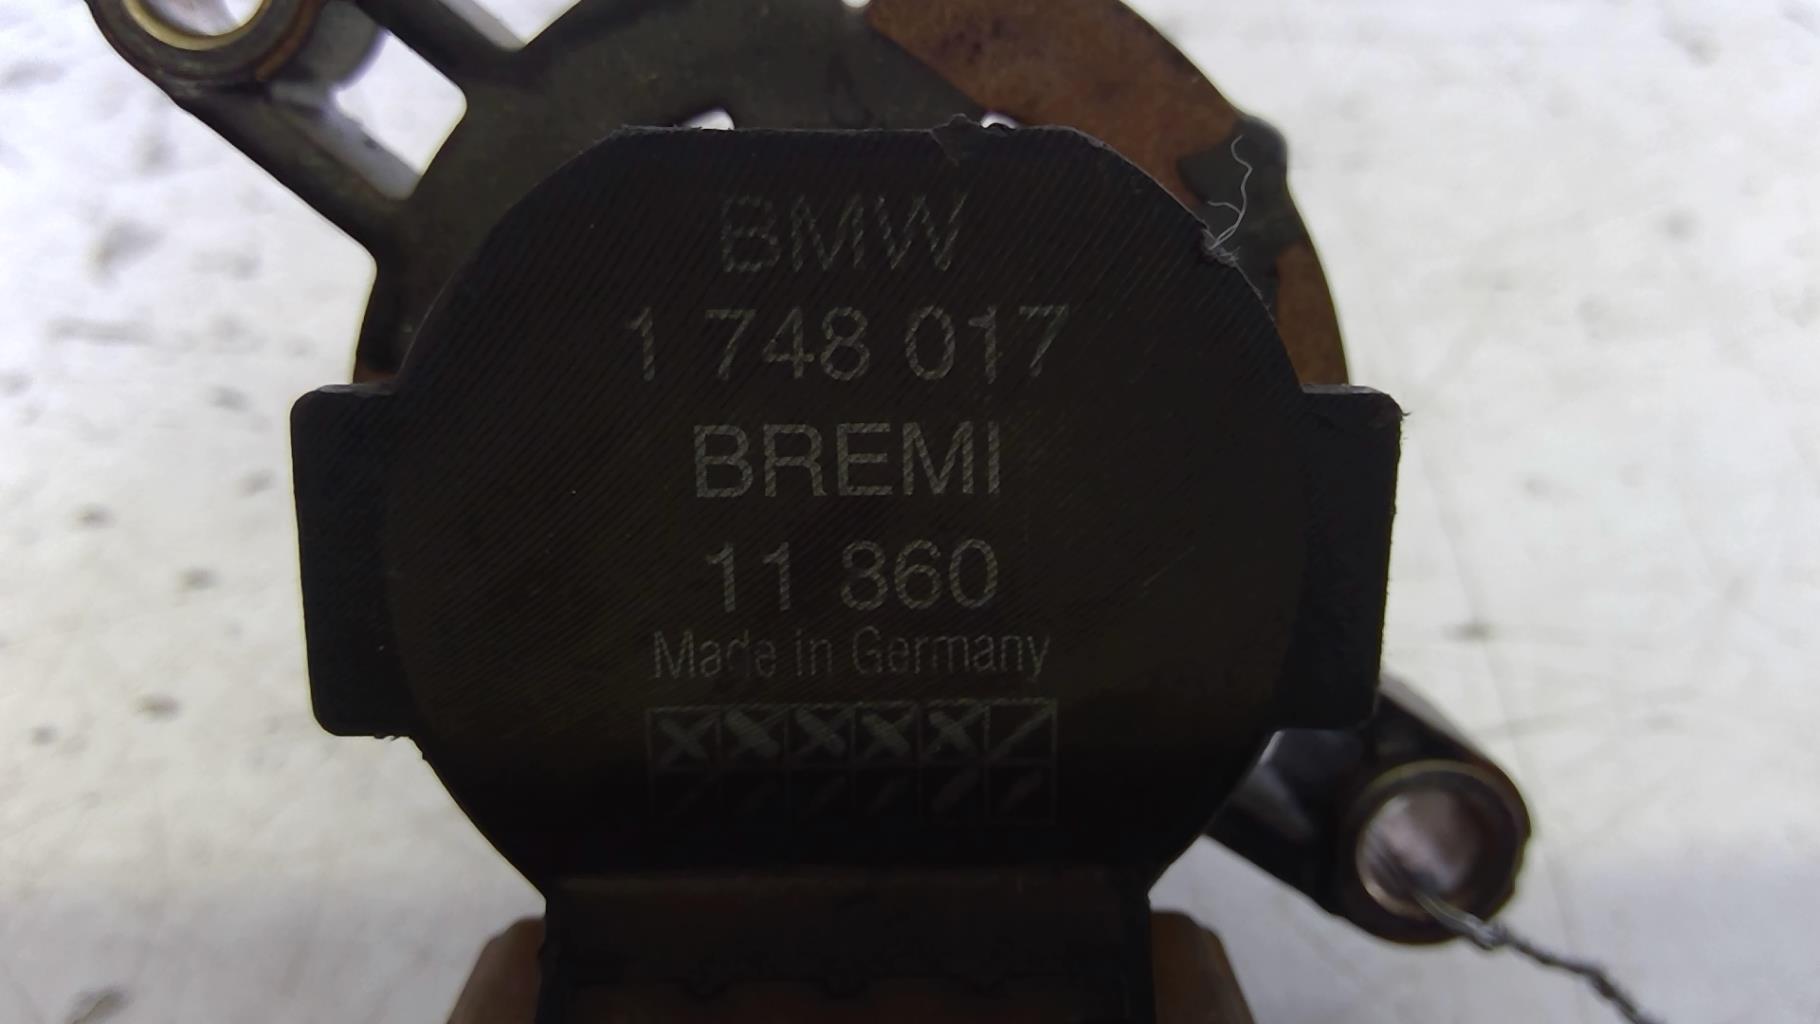 BMW
1 748 017
BREMI
11 860
Made in Germany